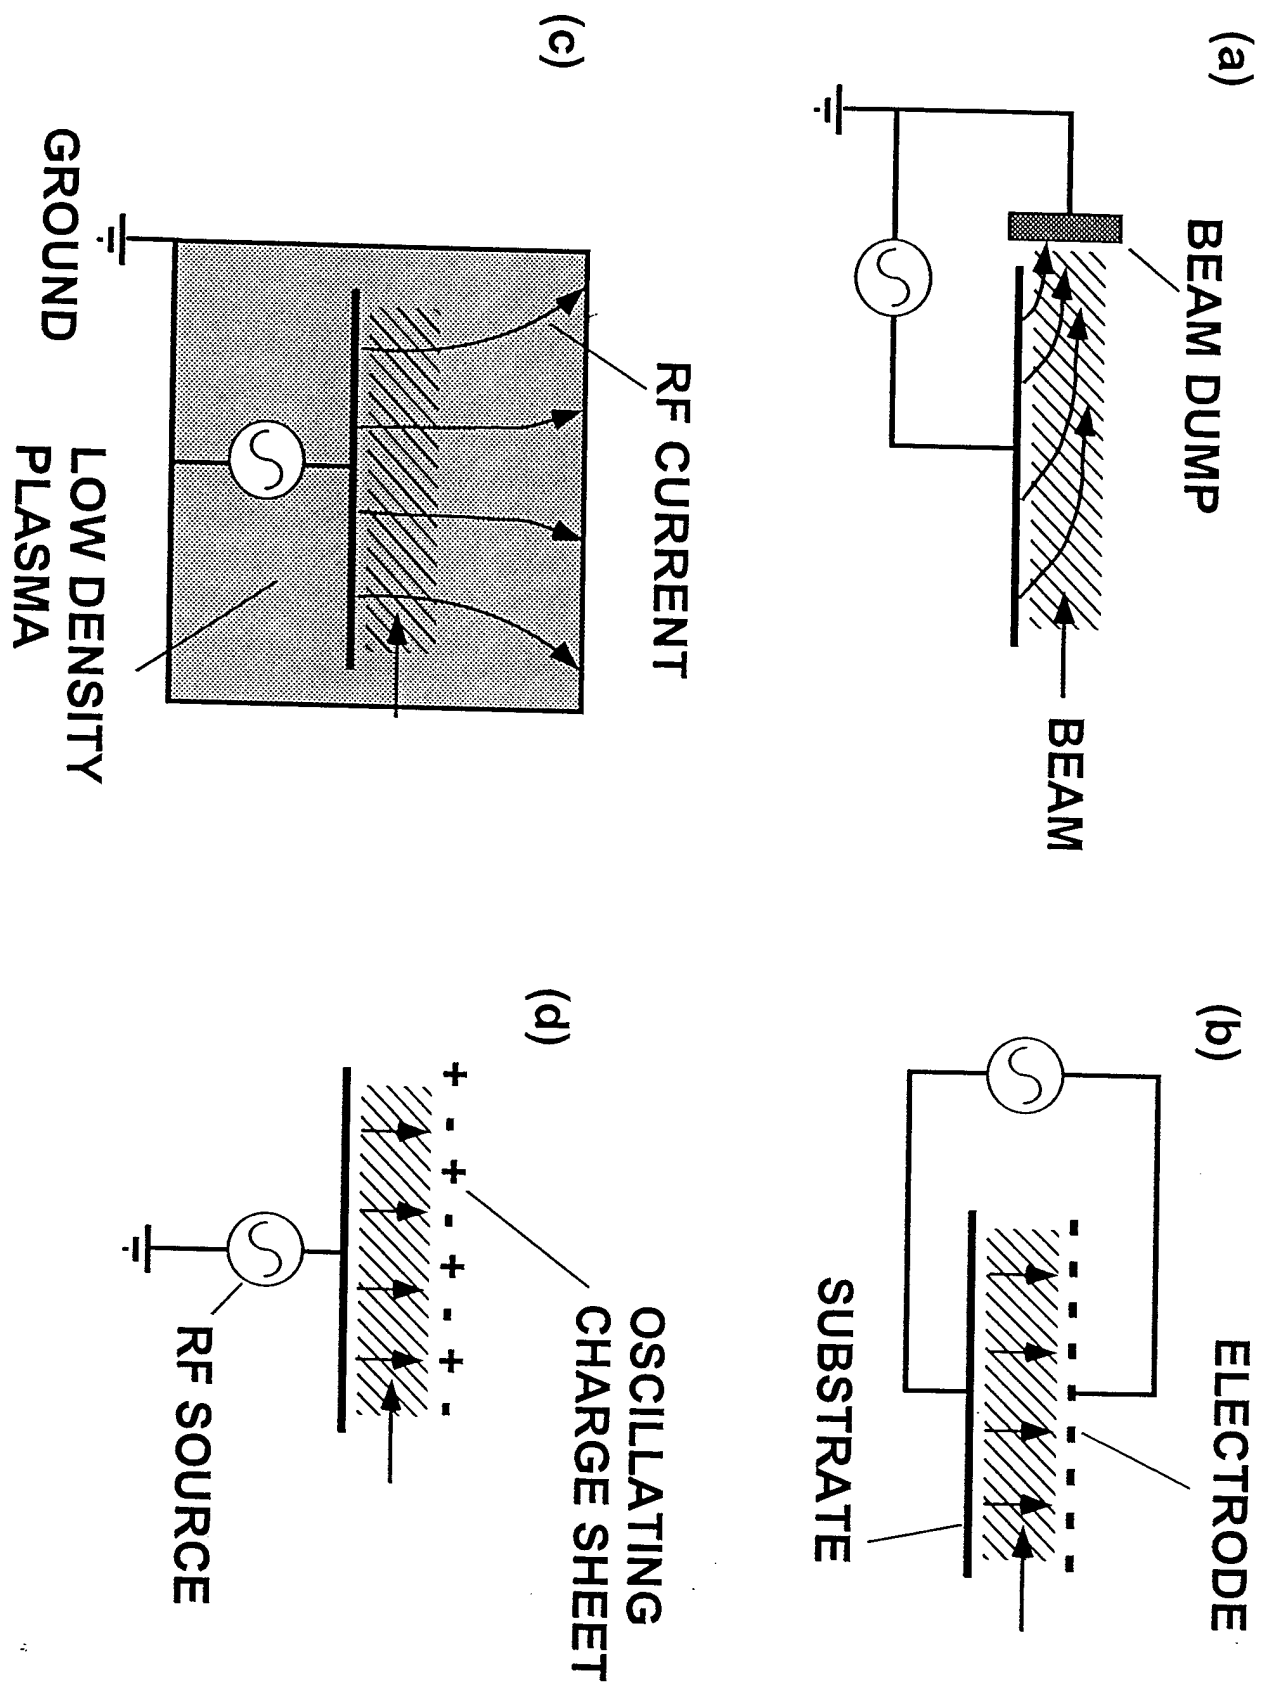 (a)
BEAM DUMP
BEAM
(b)
ELECTRODE
SUBSTRATE
(c)
RF CURRENT
GROUND
LOW DENSITY
PLASMA
(d)
+ - + - + - + -
OSCILLATING
CHARGE SHEET
RF SOURCE